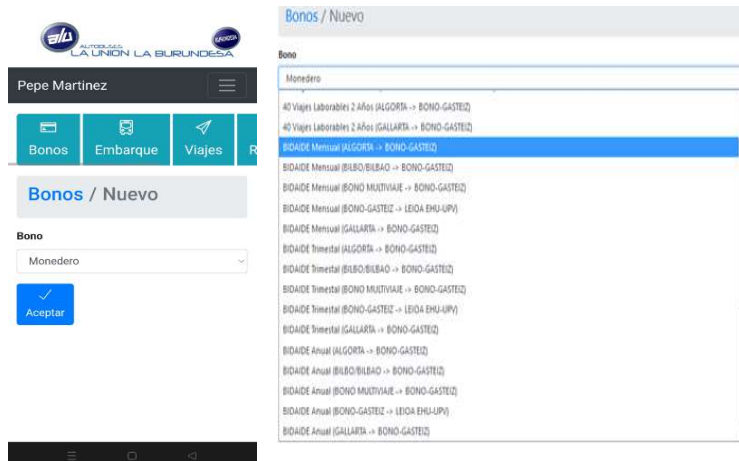 alu
AUTOBUSES
LA UNION LA BURUNDESA
Pepe Martinez
Bonos
Embarque
Viajes
R
Bonos / Nuevo
Bono
Monedero
Aceptar
Bonos / Nuevo
Bono
Monedero
40 Viajes Laborables 2 Años (ALGORTA -> BONO-GASTEIZ)
40 Viajes Laborables 2 Años (GALLARTA -> BONO-GASTEIZ)
BIDAIDE Mensual (ALGORTA -> BONO-GASTEIZ)
BIDAIDE Mensual (BILBO/BILBAO -> BONO-GASTEIZ)
BIDAIDE Mensual (BONO MULTIVIAJE -> BONO-GASTEIZ)
BIDAIDE Mensual (BONO-GASTEIZ -> LEIOA EHU-UPV)
BIDAIDE Mensual (GALLARTA -> BONO-GASTEIZ)
BIDAIDE Trimestal (ALGORTA -> BONO-GASTEIZ)
BIDAIDE Trimestal (BILBO/BILBAO -> BONO-GASTEIZ)
BIDAIDE Trimestal (BONO MULTIVIAJE -> BONO-GASTEIZ)
BIDAIDE Trimestal (BONO-GASTEIZ -> LEIOA EHU-UPV)
BIDAIDE Trimestal (GALLARTA -> BONO-GASTEIZ)
BIDAIDE Anual (ALGORTA -> BONO-GASTEIZ)
BIDAIDE Anual (BILBO/BILBAO -> BONO-GASTEIZ)
BIDAIDE Anual (BONO MULTIVIAJE -> BONO-GASTEIZ)
BIDAIDE Anual (BONO-GASTEIZ -> LEIOA EHU-UPV)
BIDAIDE Anual (GALLARTA -> BONO-GASTEIZ)